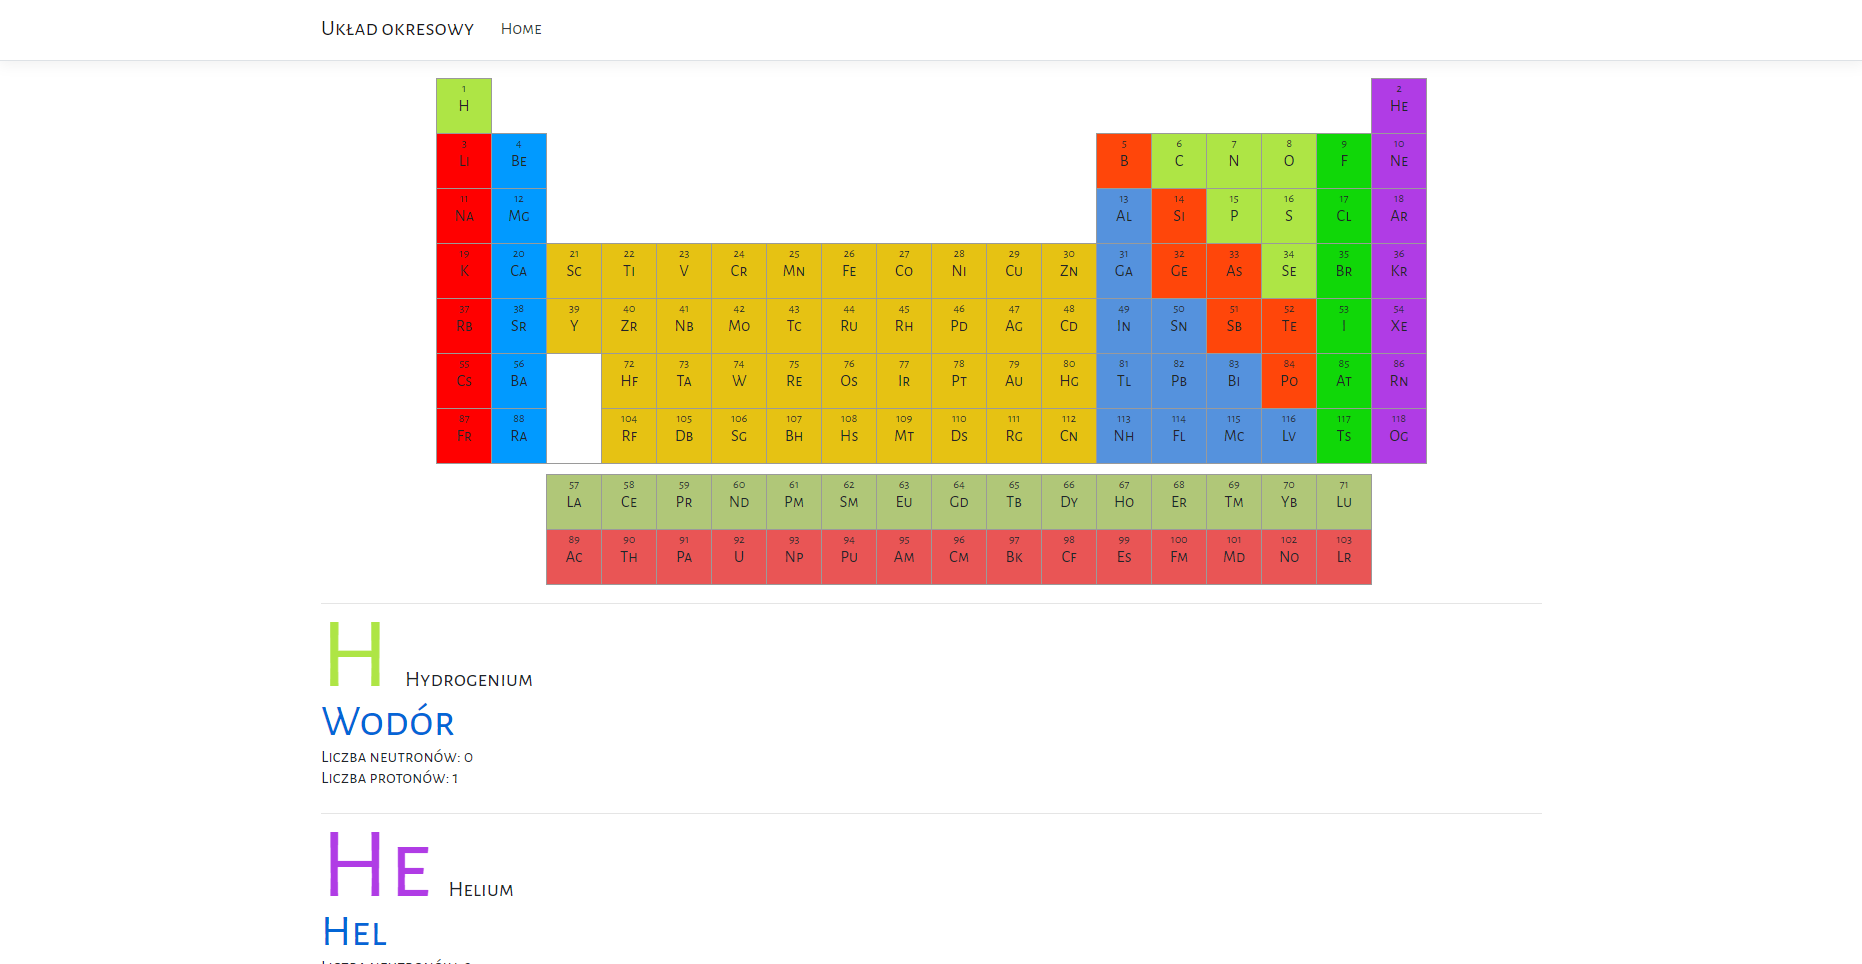 Układ okresowy Home
1 2
H He
3 4 5 6 7 8 9 10
Li Be B C N O F Ne
11 12 13 14 15 16 17 18
Na Mg Al Si P S Cl Ar
19 20 21 22 23 24 25 26 27 28 29 30 31 32 33 34 35 36
K Ca Sc Ti V Cr Mn Fe Co Ni Cu Zn Ga Ge As Se Br Kr
37 38 39 40 41 42 43 44 45 46 47 48 49 50 51 52 53 54
Rb Sr Y Zr Nb Mo Tc Ru Rh Pd Ag Cd In Sn Sb Te I Xe
55 56 72 73 74 75 76 77 78 79 80 81 82 83 84 85 86
Cs Ba Hf Ta W Re Os Ir Pt Au Hg Tl Pb Bi Po At Rn
87 88 104 105 106 107 108 109 110 111 112 113 114 115 116 117 118
Fr Ra Rf Db Sg Bh Hs Mt Ds Rg Cn Nh Fl Mc Lv Ts Og
57 58 59 60 61 62 63 64 65 66 67 68 69 70 71
La Ce Pr Nd Pm Sm Eu Gd Tb Dy Ho Er Tm Yb Lu
89 90 91 92 93 94 95 96 97 98 99 100 101 102 103
Ac Th Pa U Np Pu Am Cm Bk Cf Es Fm Md No Lr
H Hydrogenium
Wodór
Liczba neutronów: 0
Liczba protonów: 1
He Helium
Hel
Liczba neutronów: